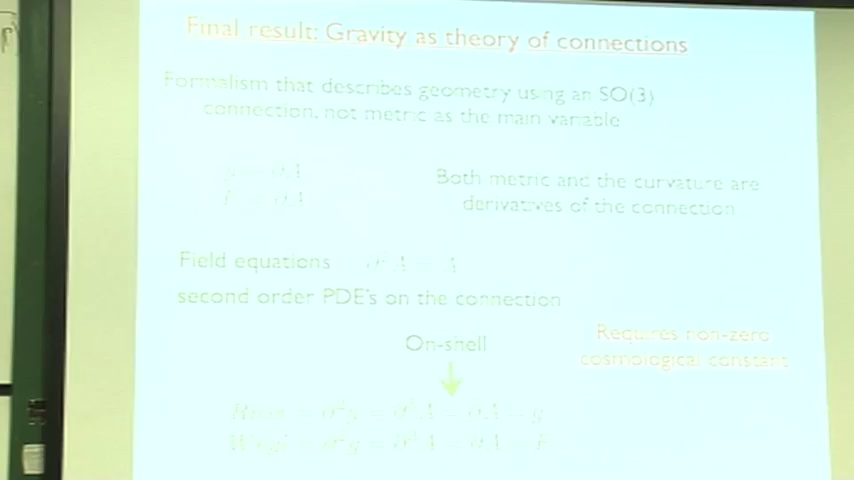 Final result: Gravity as theory of connections
Formalism that describes geometry using an SO(3)
connection, not metric as the main variable
Both metric and the curvature are
derivatives of the connection
Field equations
second order PDE's on the connection
On-shell
Requires non-zero
cosmological constant